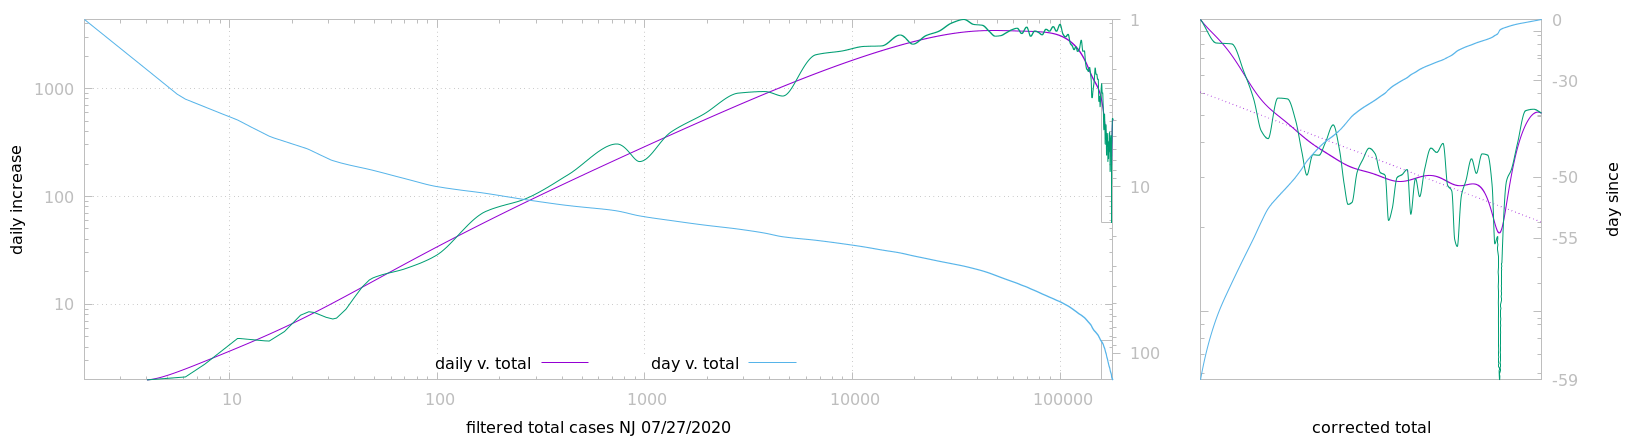 daily increase
1000
100
10
10
100
1000
10000
100000
filtered total cases NJ 07/27/2020
daily v. total
day v. total
1
10
100
0
-30
-50
-55
-59
day since
corrected total